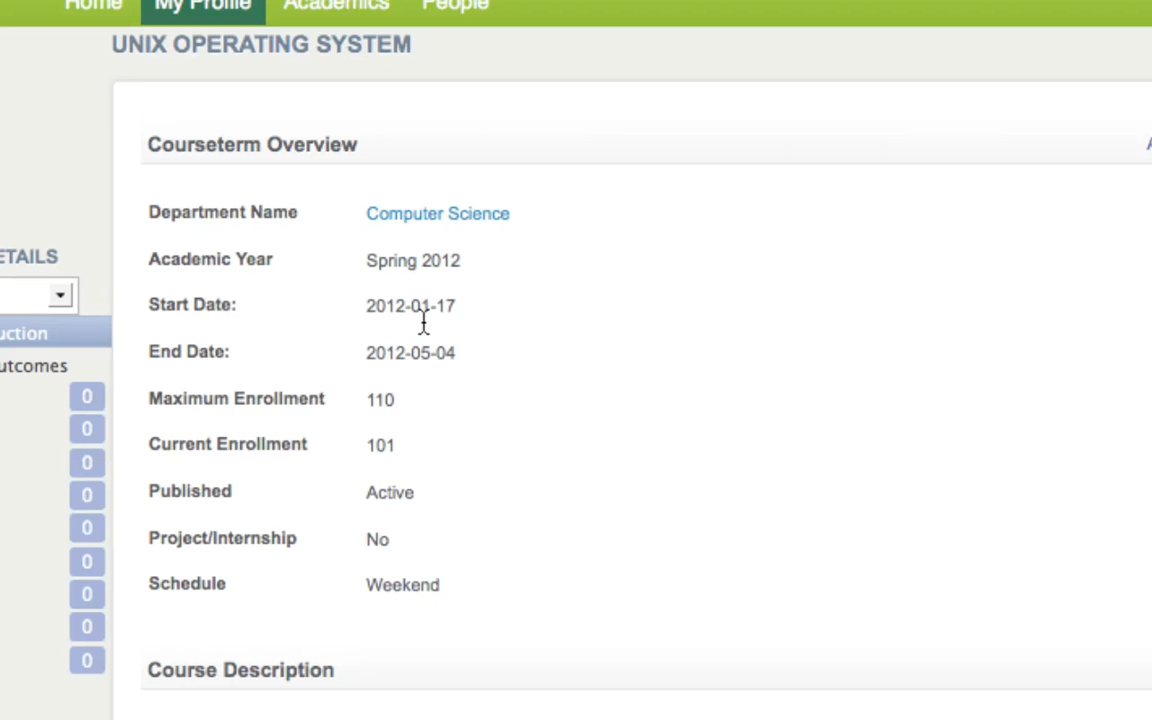 Home My Profile Academics People
UNIX OPERATING SYSTEM
Courseterm Overview
Department Name Computer Science
ETAILS
Academic Year Spring 2012
Start Date: 2012-01-17
uction
End Date: 2012-05-04
utcomes
0
Maximum Enrollment 110
0
Current Enrollment 101
0
Published Active
0
0
Project/Internship No
0
Schedule Weekend
0
0
0
Course Description